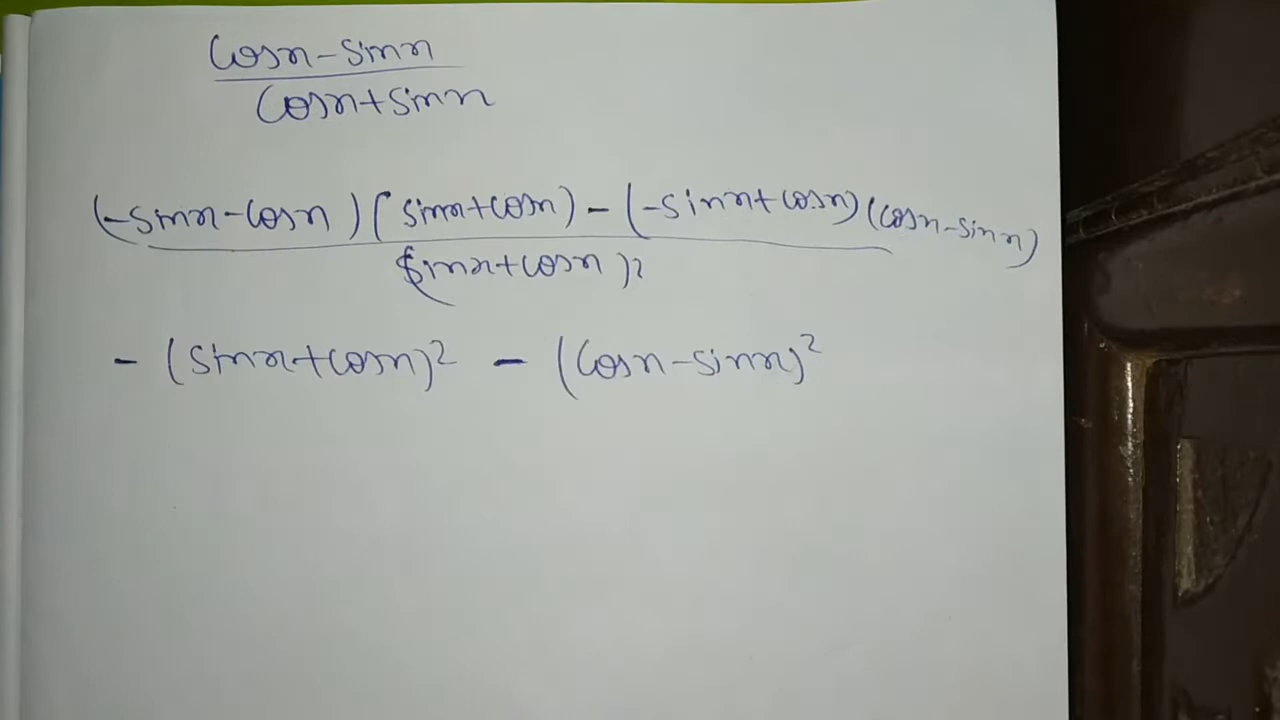 cosx-sinx
cosx+sinx
(-sinx-cosx)(sinx+cosx)-(-sinx+cosx)(cosx-sinx)
(sinx+cosx)2
-(sinx+cosx)² - (cosx-sinx)²